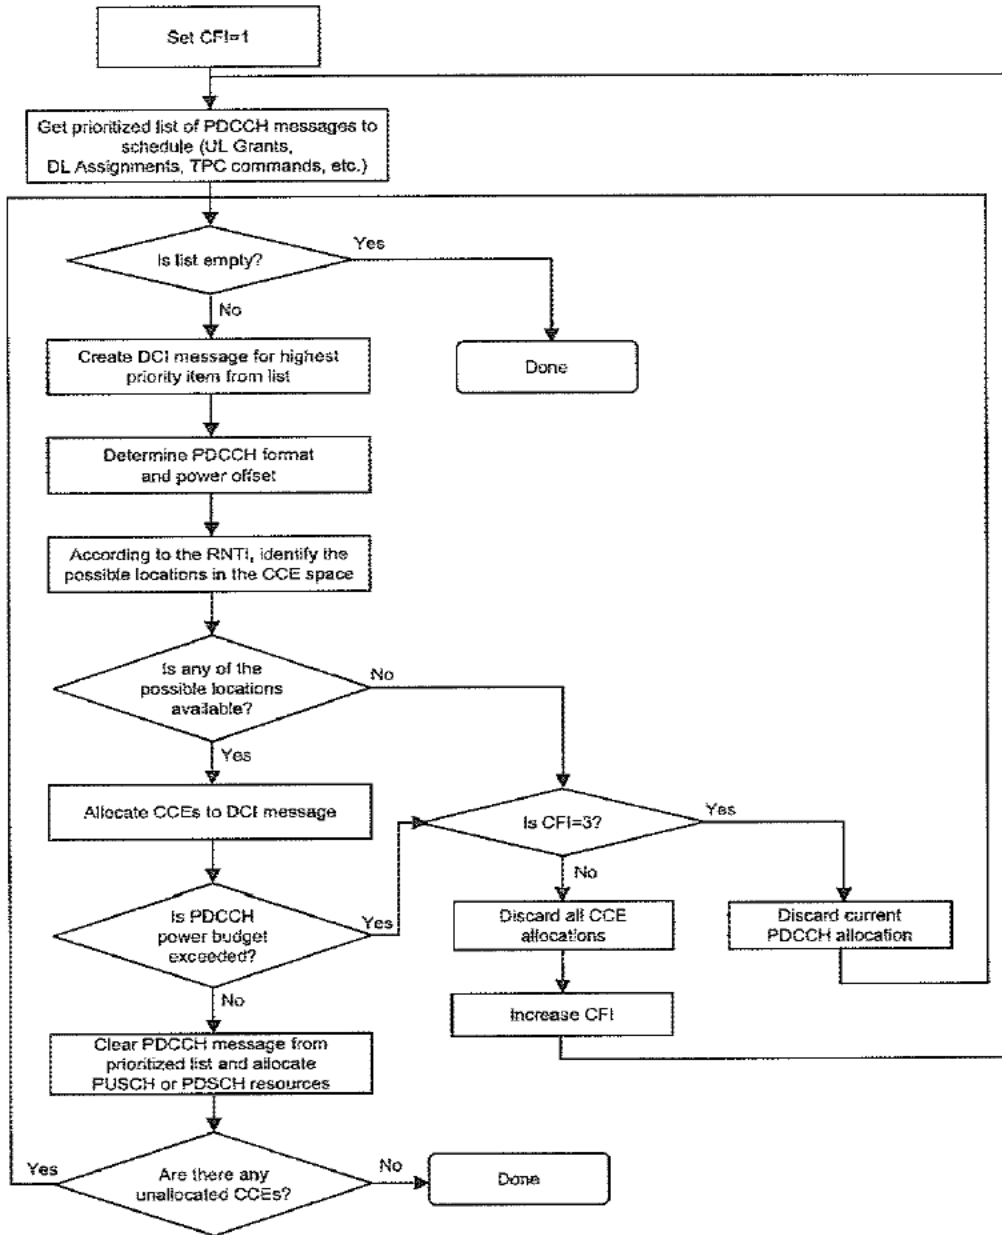 Set CFI=1
Get prioritized list of PDCCH messages to
schedule (UL Grants,
DL Assignments, TPC commands, etc.)
Is list empty?
Yes
No
Create DCI message for highest
priority item from list
Done
Determine PDCCH format
and power offset
According to the RNTI, identify the
possible locations in the CCE space
Is any of the
possible locations
available?
No
Yes
Allocate CCEs to DCI message
Is CFI=3?
Yes
No
Is PDCCH
power budget
exceeded?
Yes
No
Discard all CCE
allocations
Discard current
PDCCH allocation
Increase CFI
Clear PDCCH message from
prioritized list and allocate
PUSCH or PDSCH resources
Are there any
unallocated CCEs?
Yes
No
Done